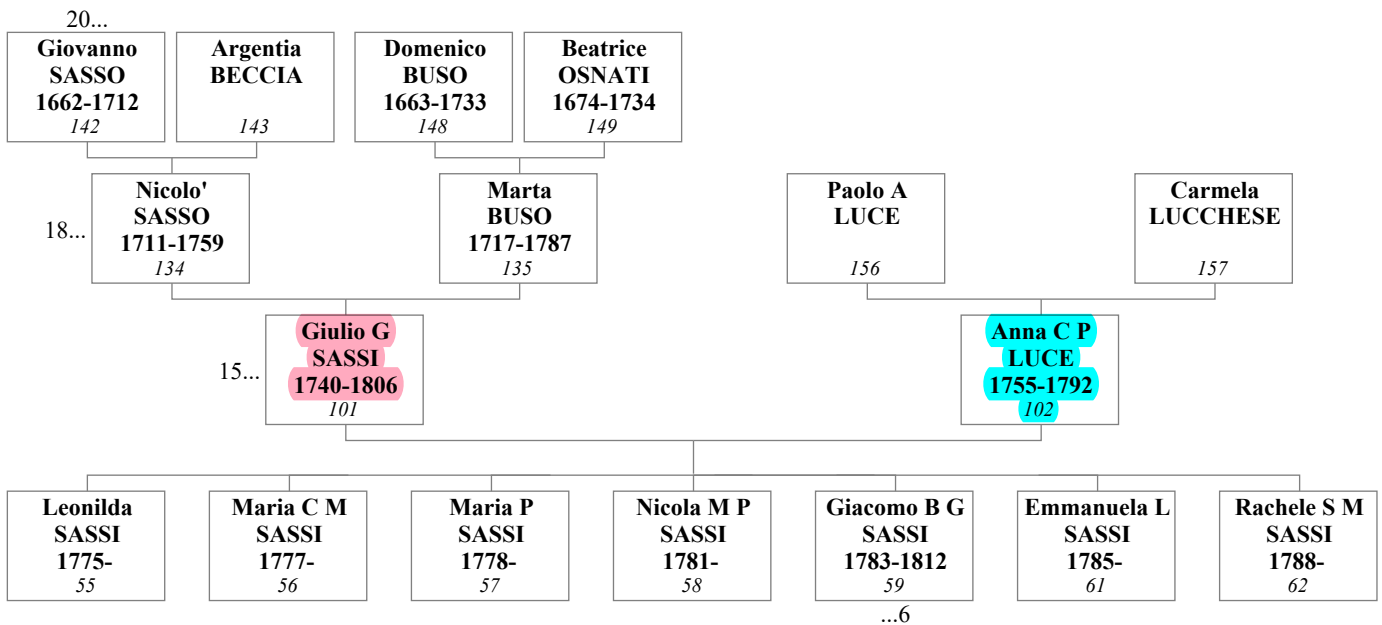 20...
Giovanno
SASSO
1662-1712
142
Argentia
BECCIA
143
Domenico
BUSO
1663-1733
148
Beatrice
OSNATI
1674-1734
149
18...
Nicolo'
SASSO
1711-1759
134
Marta
BUSO
1717-1787
135
Paolo A
LUCE
156
Carmela
LUCCHESE
157
15...
Giulio G
SASSI
1740-1806
101
Anna C P
LUCE
1755-1792
102
Leonilda
SASSI
1775-
55
Maria C M
SASSI
1777-
56
Maria P
SASSI
1778-
57
Nicola M P
SASSI
1781-
58
Giacomo B G
SASSI
1783-1812
59
...6
Emmanuela L
SASSI
1785-
61
Rachele S M
SASSI
1788-
62